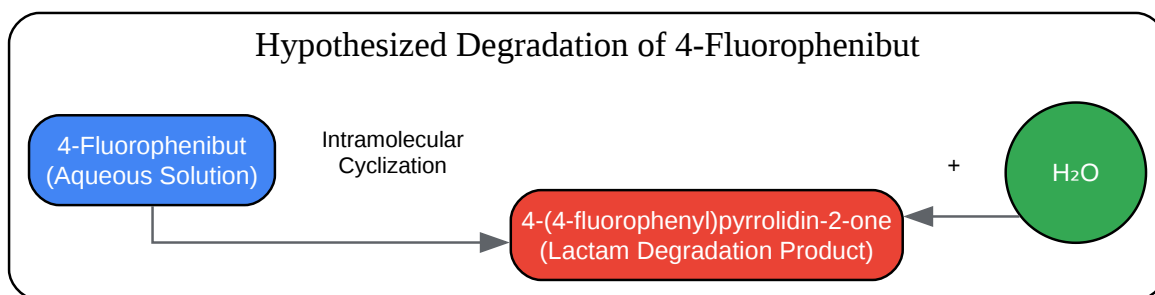 Hypothesized Degradation of 4-Fluorophenibut
4-Fluorophenibut
(Aqueous Solution)
Intramolecular
Cyclization
4-(4-fluorophenyl)pyrrolidin-2-one
(Lactam Degradation Product)
+
H₂O